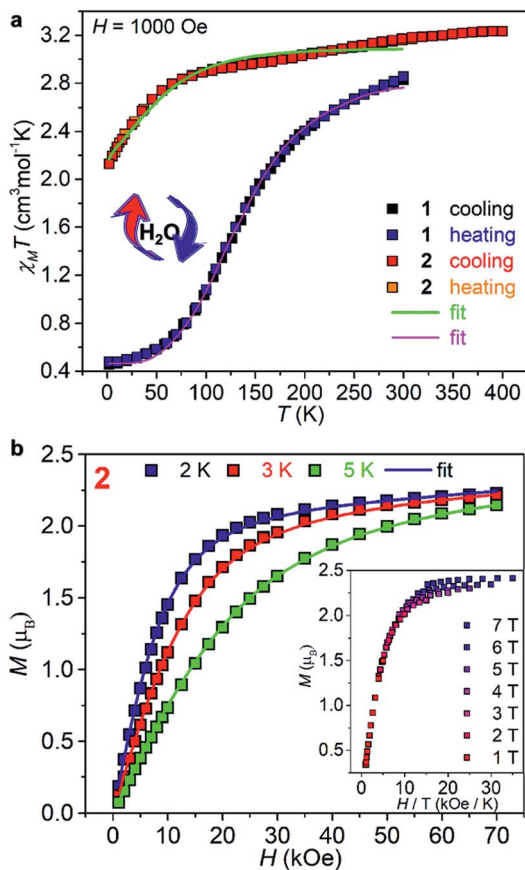 a
H = 1000 Oe
χMT (cm³mol⁻¹K)
3.2
2.8
2.4
2.0
1.6
1.2
0.8
0.4
H₂O
1 cooling
1 heating
2 cooling
2 heating
fit
fit
0 50 100 150 200 250 300 350 400
T (K)
b
2
2 K 3 K 5 K fit
M (μB)
2.5
2.0
1.5
1.0
0.5
0.0
0 10 20 30 40 50 60 70
H (kOe)
M (μB)
2.5
2.0
1.5
1.0
0.5
7 T
6 T
5 T
4 T
3 T
2 T
1 T
0 10 20 30
H / T (kOe / K)